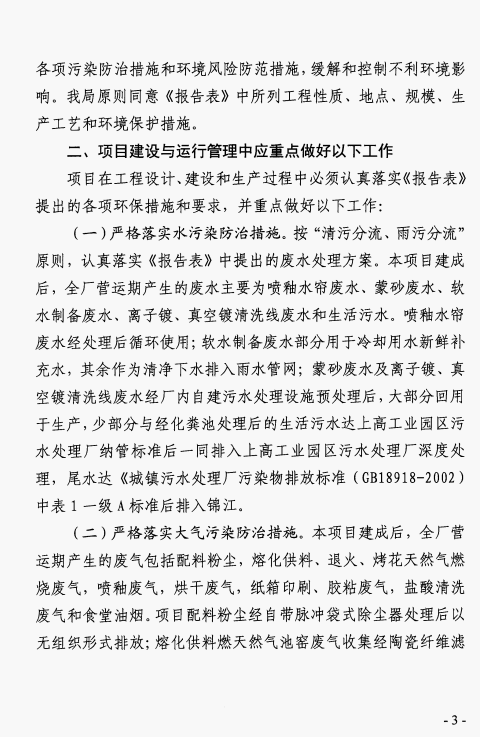 各项污染防治措施和环境风险防范措施，缓解和控制不利环境影
响。我局原则同意《报告表》中所列工程性质、地点、规模、生
产工艺和环境保护措施。
二、项目建设与运行管理中应重点做好以下工作
项目在工程设计、建设和生产过程中必须认真落实《报告表》
提出的各项环保措施和要求，并重点做好以下工作：
（一）严格落实水污染防治措施。按“清污分流、雨污分流”
原则，认真落实《报告表》中提出的废水处理方案。本项目建成
后，全厂营运期产生的废水主要为喷釉水帘废水、蒙砂废水、软
水制备废水、离子镀、真空镀清洗线废水和生活污水。喷釉水帘
废水经处理后循环使用；软水制备废水部分用于冷却用水新鲜补
充水，其余作为清净下水排入雨水管网；蒙砂废水及离子镀、真
空镀清洗线废水经厂内自建污水处理设施预处理后，大部分回用
于生产，少部分与经化粪池处理后的生活污水达上高工业园区污
水处理厂纳管标准后一同排入上高工业园区污水处理厂深度处
理，尾水达《城镇污水处理厂污染物排放标准（GB18918-2002）
中表1一级A标准后排入锦江。
（二）严格落实大气污染防治措施。本项目建成后，全厂营
运期产生的废气包括配料粉尘，熔化供料、退火、烤花天然气燃
烧废气，喷釉废气，烘干废气，纸箱印刷、胶粘废气，盐酸清洗
废气和食堂油烟。项目配料粉尘经自带脉冲袋式除尘器处理后以
无组织形式排放；熔化供料燃天然气池窑废气收集经陶瓷纤维滤
- 3 -